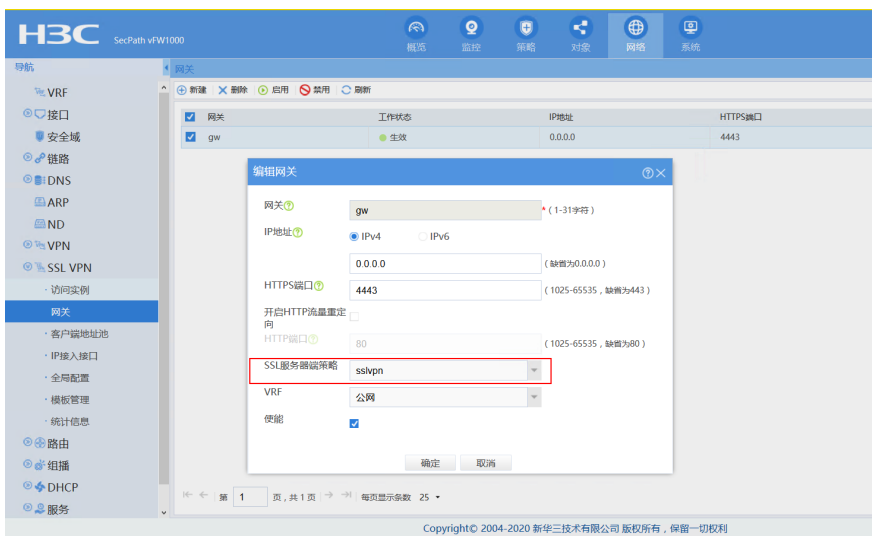 H3C SecPath vFW1000
概览 监控 策略 对象 网络 系统
导航
网关
VRF
接口
安全域
链路
DNS
ARP
ND
VPN
SSL VPN
· 访问实例
网关
· 客户端地址池
· IP接入接口
· 全局配置
· 模板管理
· 统计信息
路由
组播
DHCP
服务
新建 删除 启用 禁用 刷新
网关 工作状态 IP地址 HTTPS端口
gw 生效 0.0.0.0 4443
编辑网关
网关 gw *(1-31字符)
IP地址 IPv4 IPv6
0.0.0.0 (缺省为0.0.0.0)
HTTPS端口 4443 (1025-65535，缺省为443)
开启HTTP流量重定
向
HTTP端口 80 (1025-65535，缺省为80)
SSL服务器端策略 sslvpn
VRF 公网
使能
确定 取消
第 1 页，共 1 页 每页显示条数 25
Copyright© 2004-2020 新华三技术有限公司 版权所有，保留一切权利